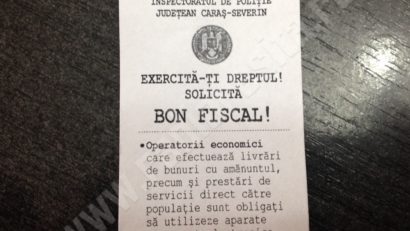 INSPECTORATUL DE POLIȚIE
JUDEȚEAN CARAȘ-SEVERIN
EXERCITĂ-ȚI DREPTUL!
SOLICITĂ
BON FISCAL!
•Operatorii economici
care efectuează livrări
de bunuri cu amănuntul,
precum și prestări de
servicii direct către
populație sunt obligați
să utilizeze aparate